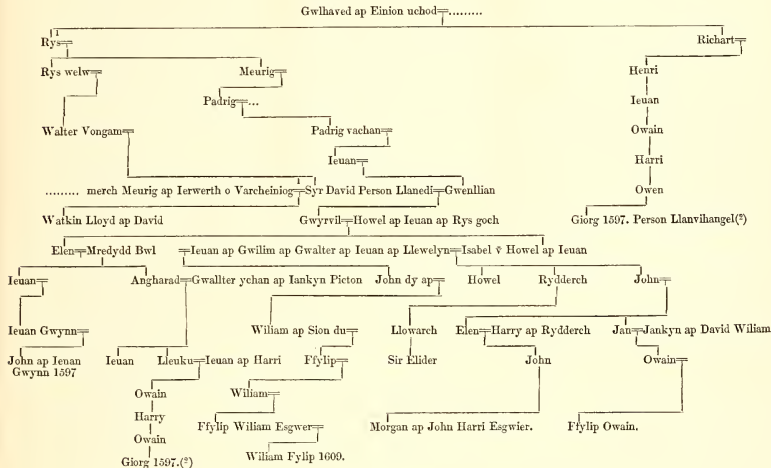 Gwlhaved ap Einion uchod=.........
Rys= Richart=
Rys welw= Meurig= Henri
Padrig=... Ieuan
Walter Vongam= Padrig vachan= Owain
Ieuan= Harri
......... merch Meurig ap Ierwerth o Varcheiniog=Syr David Person Llanedi=Gwenllian Owen
Watkin Lloyd ap David Gwyrvil=Howel ap Ieuan ap Rys goch Giorg 1597. Person Llanvihangel(²)
Elen=Mredydd Bwl =Ieuan ap Gwilim ap Gwalter ap Ieuan ap Llewelyn=Isabel ꝟ Howel ap Ieuan
Ieuan= Angharad=Gwallter ychan ap Iankyn Picton John dy ap= Howel Rydderch John=
Ieuan Gwynn= Wiliam ap Sion du= Llowarch Elen=Harry ap Rydderch Jan=Jankyn ap David Wiliam
John ap Ieuan Ieuan Lleuku=Ieuan ap Harri Ffylip= Sir Elider John Owain=
Gwynn 1597
Owain Wiliam=
Harry Ffylip Wiliam Esgwer= Morgan ap John Harri Esgwier. Ffylip Owain.
Owain
Giorg 1597.(²) Wiliam Fylip 1609.